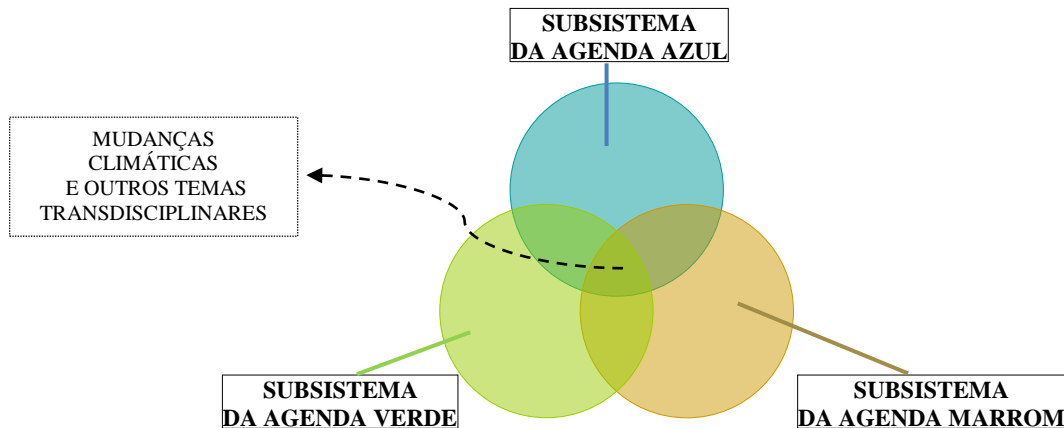 SUBSISTEMA
DA AGENDA AZUL
MUDANÇAS
CLIMÁTICAS
E OUTROS TEMAS
TRANSDISCIPLINARES
SUBSISTEMA
DA AGENDA VERDE
SUBSISTEMA
DA AGENDA MARROM